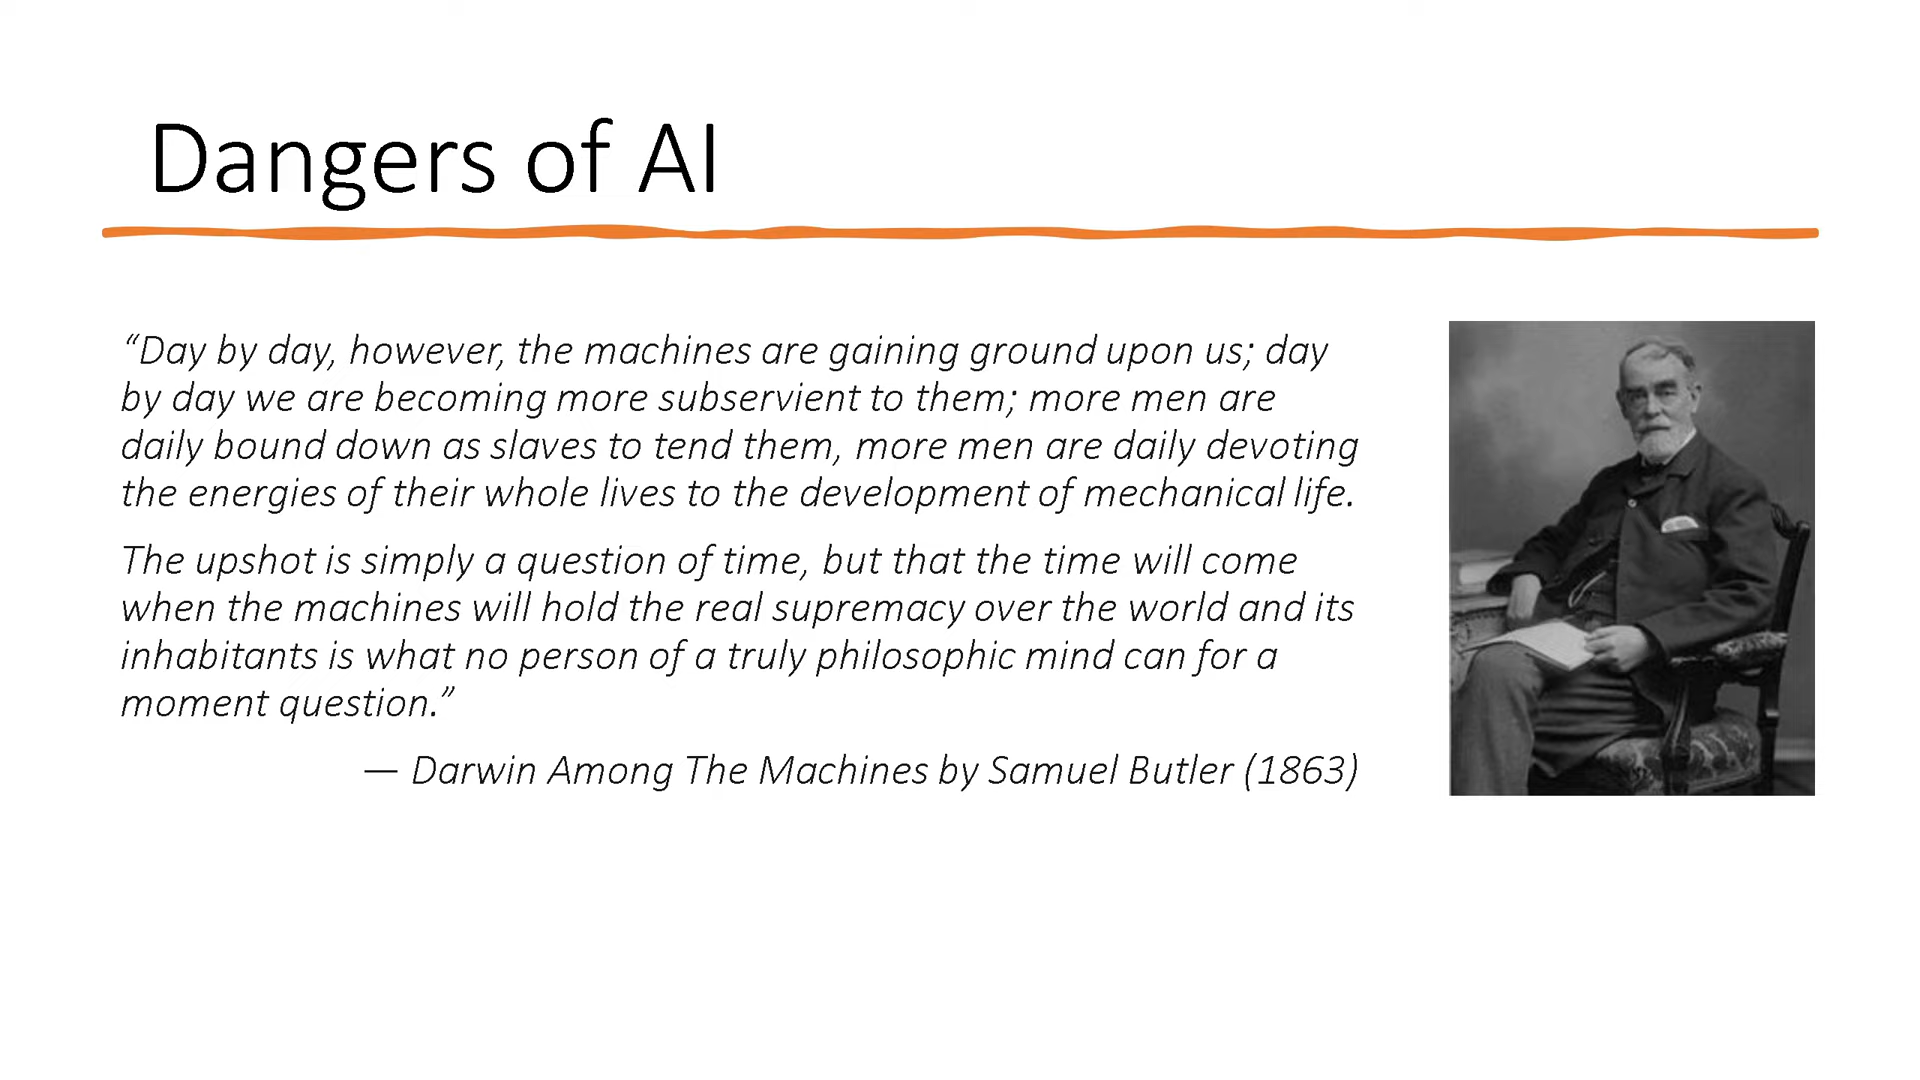 Dangers of AI
“Day by day, however, the machines are gaining ground upon us; day
by day we are becoming more subservient to them; more men are
daily bound down as slaves to tend them, more men are daily devoting
the energies of their whole lives to the development of mechanical life.
The upshot is simply a question of time, but that the time will come
when the machines will hold the real supremacy over the world and its
inhabitants is what no person of a truly philosophic mind can for a
moment question.”
— Darwin Among The Machines by Samuel Butler (1863)